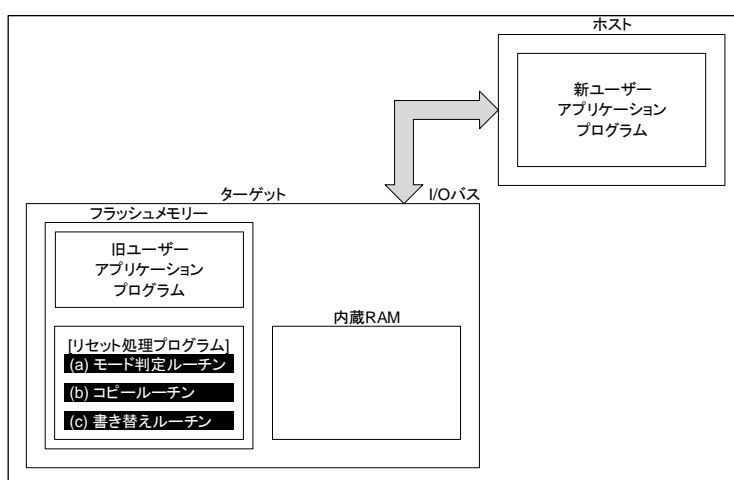 ホスト
新ユーザー
アプリケーション
プログラム
ターゲット
I/Oバス
フラッシュメモリー
旧ユーザー
アプリケーション
プログラム
[リセット処理プログラム]
(a) モード判定ルーチン
(b) コピールーチン
(c) 書き替えルーチン
内蔵RAM